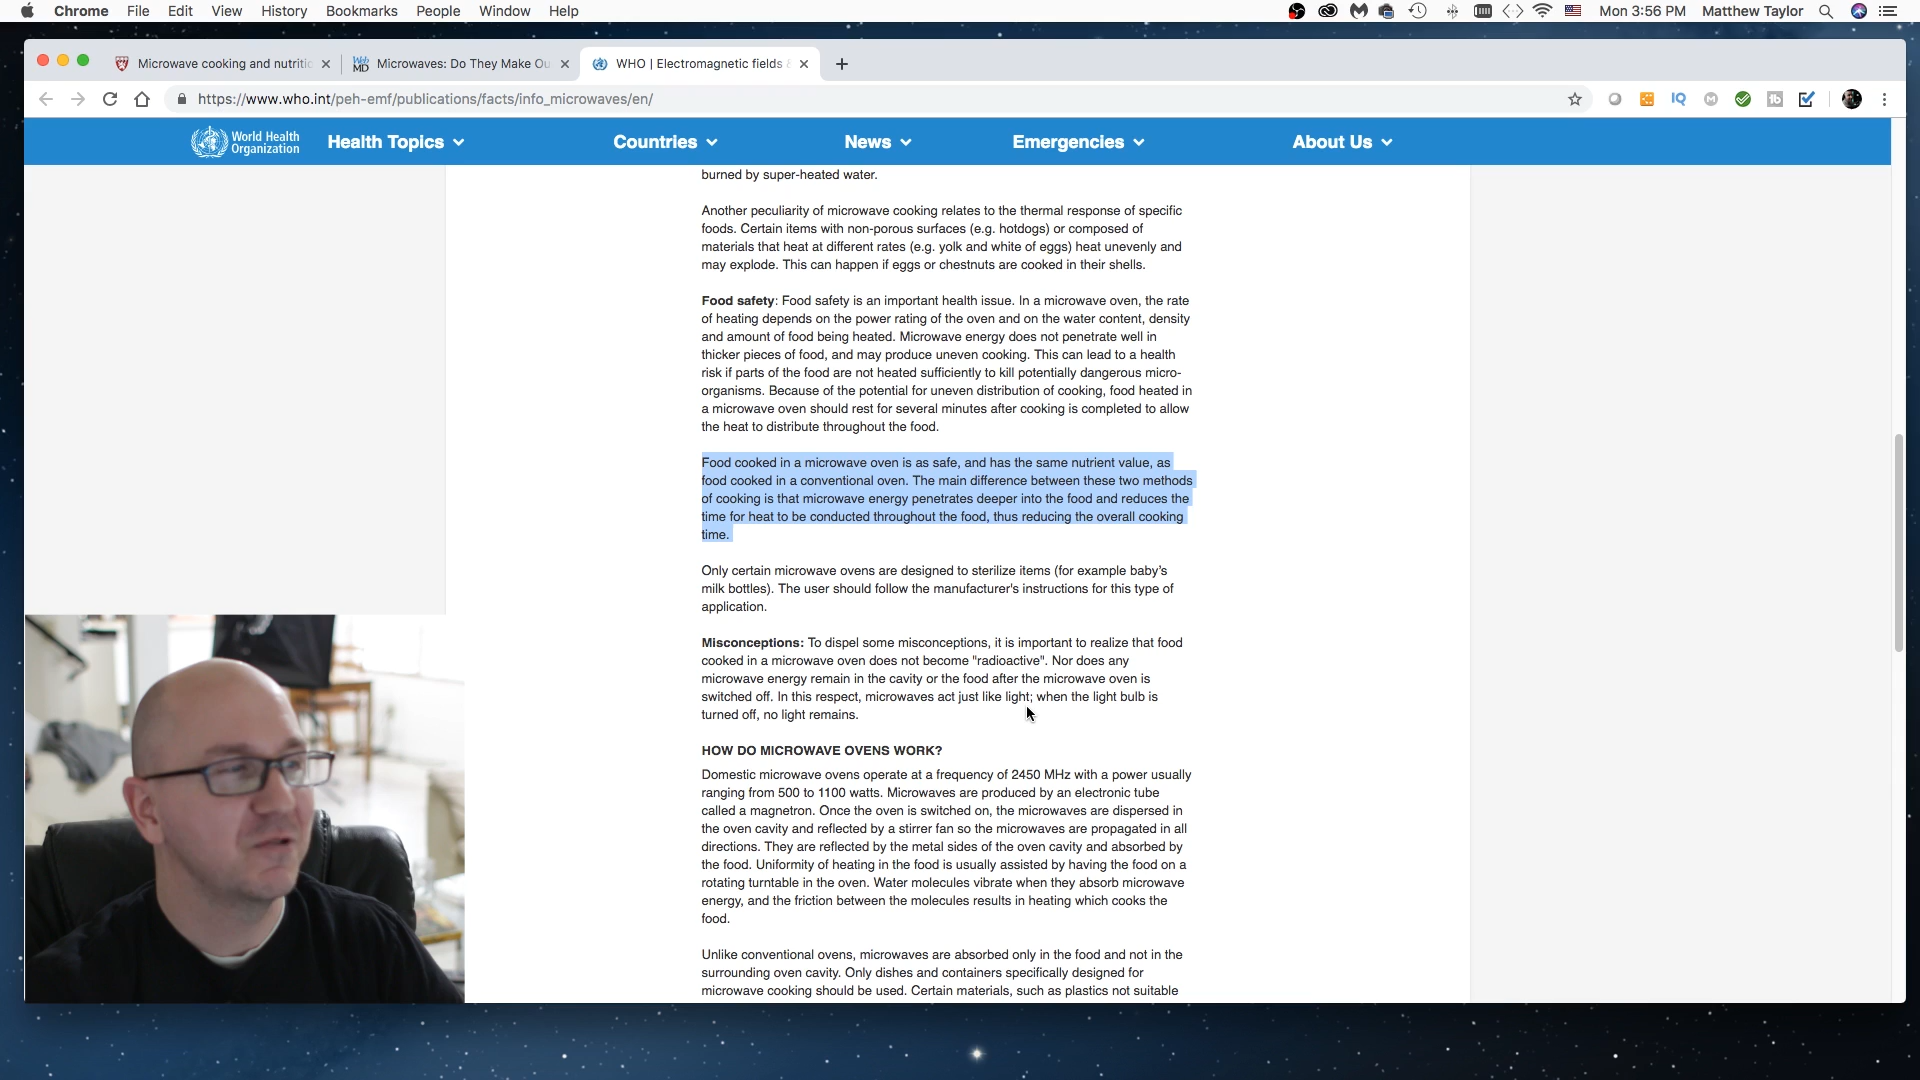 Chrome File Edit View History Bookmarks People Window Help Mon 3:56 PM Matthew Taylor
Microwave cooking and nutritio
Web MD Microwaves: Do They Make Ou
WHO | Electromagnetic fields &
https://www.who.int/peh-emf/publications/facts/info_microwaves/en/
IQ
World Health
Organization
Health Topics Countries News Emergencies About Us
burned by super-heated water.
Another peculiarity of microwave cooking relates to the thermal response of specific
foods. Certain items with non-porous surfaces (e.g. hotdogs) or composed of
materials that heat at different rates (e.g. yolk and white of eggs) heat unevenly and
may explode. This can happen if eggs or chestnuts are cooked in their shells.
Food safety: Food safety is an important health issue. In a microwave oven, the rate
of heating depends on the power rating of the oven and on the water content, density
and amount of food being heated. Microwave energy does not penetrate well in
thicker pieces of food, and may produce uneven cooking. This can lead to a health
risk if parts of the food are not heated sufficiently to kill potentially dangerous micro-
organisms. Because of the potential for uneven distribution of cooking, food heated in
a microwave oven should rest for several minutes after cooking is completed to allow
the heat to distribute throughout the food.
Food cooked in a microwave oven is as safe, and has the same nutrient value, as
food cooked in a conventional oven. The main difference between these two methods
of cooking is that microwave energy penetrates deeper into the food and reduces the
time for heat to be conducted throughout the food, thus reducing the overall cooking
time.
Only certain microwave ovens are designed to sterilize items (for example baby's
milk bottles). The user should follow the manufacturer's instructions for this type of
application.
Misconceptions: To dispel some misconceptions, it is important to realize that food
cooked in a microwave oven does not become "radioactive". Nor does any
microwave energy remain in the cavity or the food after the microwave oven is
switched off. In this respect, microwaves act just like light; when the light bulb is
turned off, no light remains.
HOW DO MICROWAVE OVENS WORK?
Domestic microwave ovens operate at a frequency of 2450 MHz with a power usually
ranging from 500 to 1100 watts. Microwaves are produced by an electronic tube
called a magnetron. Once the oven is switched on, the microwaves are dispersed in
the oven cavity and reflected by a stirrer fan so the microwaves are propagated in all
directions. They are reflected by the metal sides of the oven cavity and absorbed by
the food. Uniformity of heating in the food is usually assisted by having the food on a
rotating turntable in the oven. Water molecules vibrate when they absorb microwave
energy, and the friction between the molecules results in heating which cooks the
food.
Unlike conventional ovens, microwaves are absorbed only in the food and not in the
surrounding oven cavity. Only dishes and containers specifically designed for
microwave cooking should be used. Certain materials, such as plastics not suitable